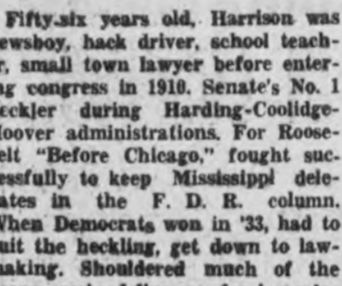 Fifty-six years old, Harrison was
ewsboy, hack driver, school teach-
r, small town lawyer before enter-
ng congress in 1910. Senate's No. 1
eckler during Harding-Coolidge-
oover administrations. For Roose-
elt "Before Chicago," fought suc-
essfully to keep Mississippi dele-
ates in the F. D. R. column.
When Democrats won in '33, had to
uit the heckling, get down to law-
making. Shouldered much of the